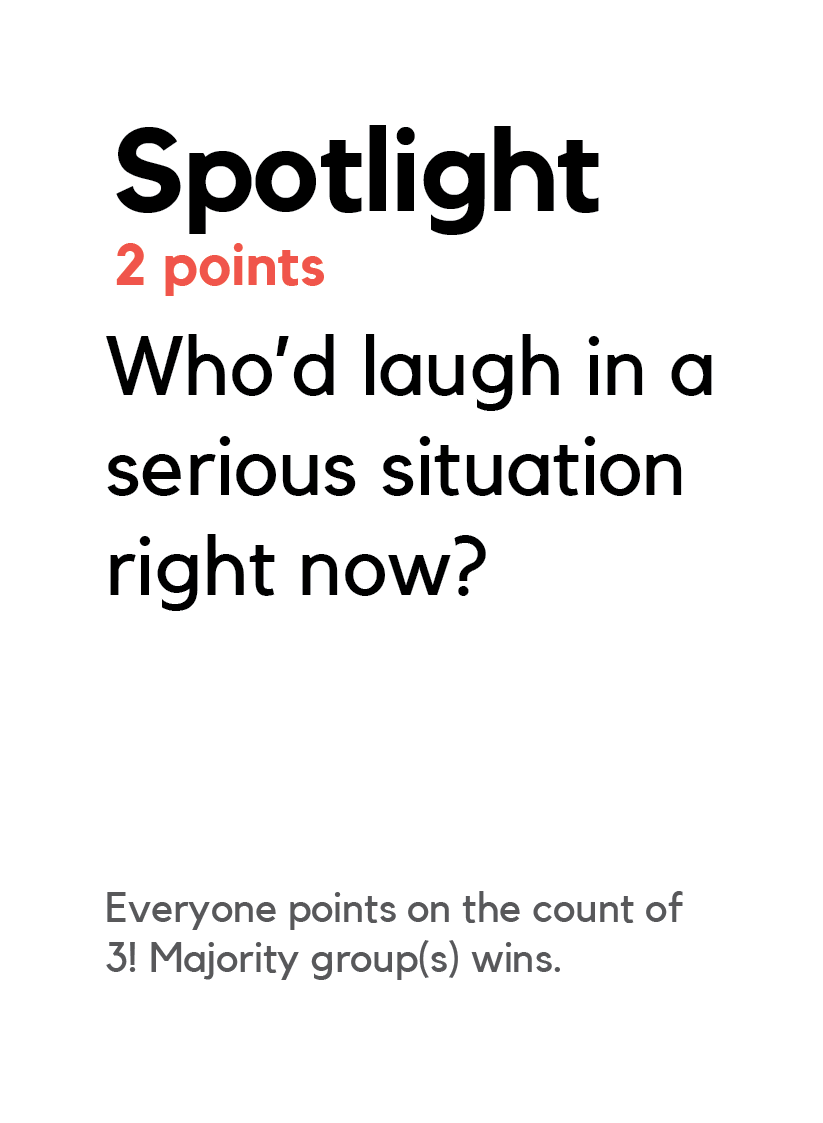 Spotlight
2 points
Who’d laugh in a
serious situation
right now?
Everyone points on the count of
3! Majority group(s) wins.